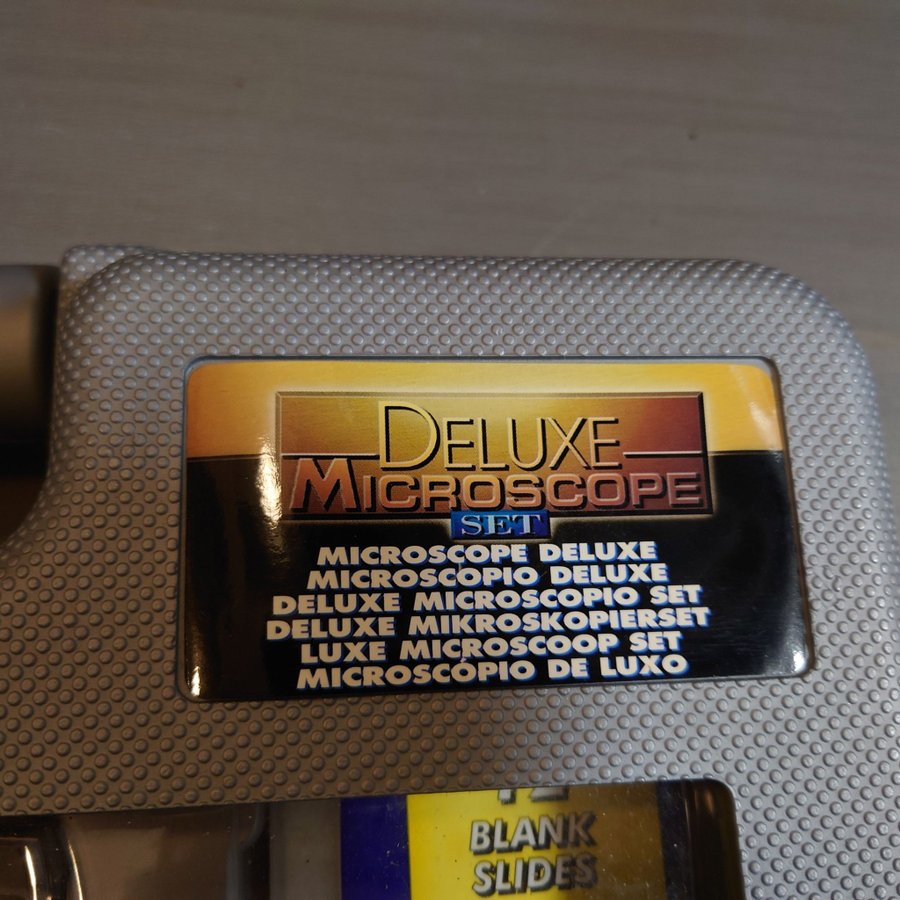 DELUXE
MICROSCOPE
SET
MICROSCOPE DELUXE
MICROSCOPIO DELUXE
DELUXE MICROSCOPIO SET
DELUXE MIKROSKOPIERSET
LUXE MICROSCOOP SET
MICROSCÓPIO DE LUXO
BLANK
SLIDES